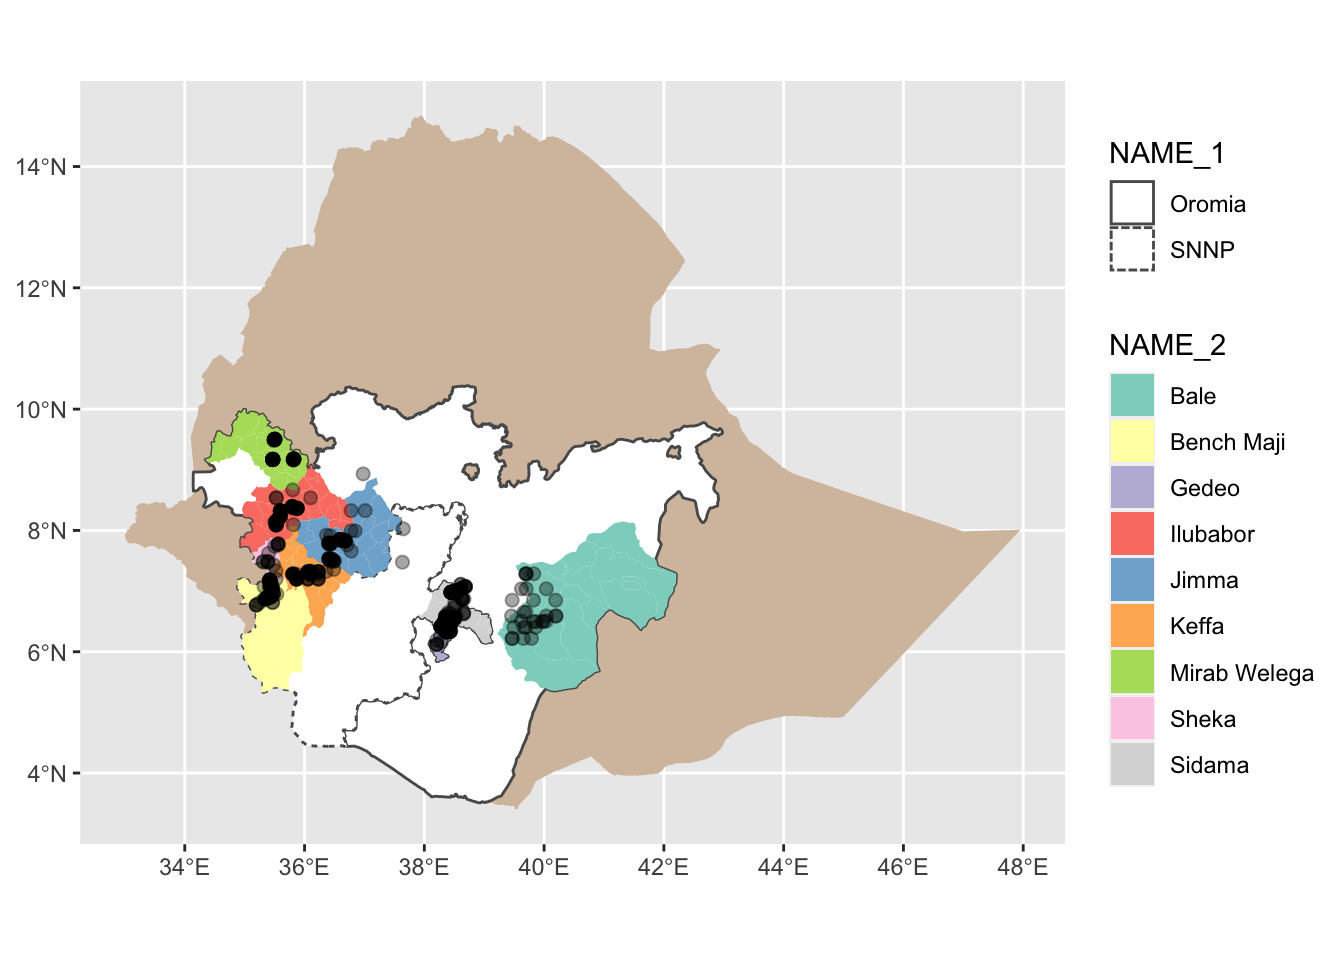 14°N
12°N
10°N
8°N
6°N
4°N
34°E
36°E
38°E
40°E
42°E
44°E
46°E
48°E
NAME_1
Oromia
SNNP
NAME_2
Bale
Bench Maji
Gedeo
Ilubabor
Jimma
Keffa
Mirab Welega
Sheka
Sidama